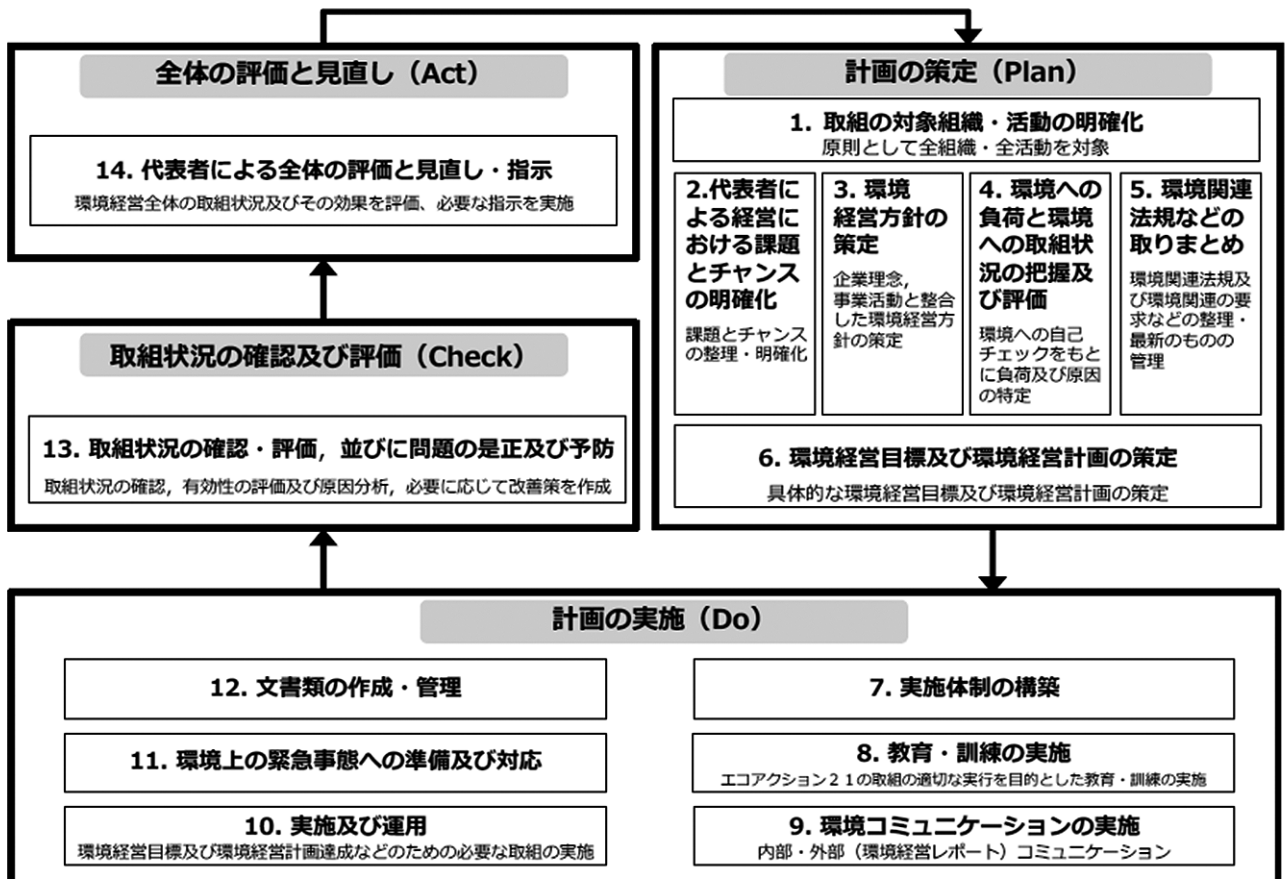 全体の評価と見直し（Act）
14. 代表者による全体の評価と見直し・指示
環境経営全体の取組状況及びその効果を評価、必要な指示を実施
取組状況の確認及び評価（Check）
13. 取組状況の確認・評価，並びに問題の是正及び予防
取組状況の確認，有効性の評価及び原因分析，必要に応じて改善策を作成
計画の策定（Plan）
1. 取組の対象組織・活動の明確化
原則として全組織・全活動を対象
2.代表者に
よる経営に
おける課題
とチャンス
の明確化
課題とチャンス
の整理・明確化
3. 環境
経営方針の
策定
企業理念，
事業活動と整合
した環境経営方
針の策定
4. 環境への
負荷と環境
への取組状
況の把握及
び評価
環境への自己
チェックをもと
に負荷及び原因
の特定
5. 環境関連
法規などの
取りまとめ
環境関連法規及
び環境関連の要
求などの整理・
最新のものの
管理
6. 環境経営目標及び環境経営計画の策定
具体的な環境経営目標及び環境経営計画の策定
計画の実施（Do）
12. 文書類の作成・管理
11. 環境上の緊急事態への準備及び対応
10. 実施及び運用
環境経営目標及び環境経営計画達成などのための必要な取組の実施
7. 実施体制の構築
8. 教育・訓練の実施
エコアクション２１の取組の適切な実行を目的とした教育・訓練の実施
9. 環境コミュニケーションの実施
内部・外部（環境経営レポート）コミュニケーション